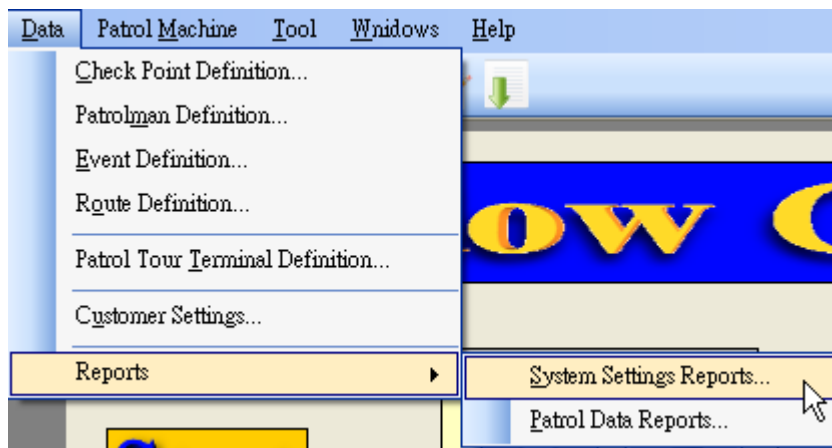 Data Patrol Machine Tool Wnidows Help
Check Point Definition...
Patrolman Definition...
Event Definition...
Route Definition...
Patrol Tour Terminal Definition...
Customer Settings...
Reports
System Settings Reports...
Patrol Data Reports...